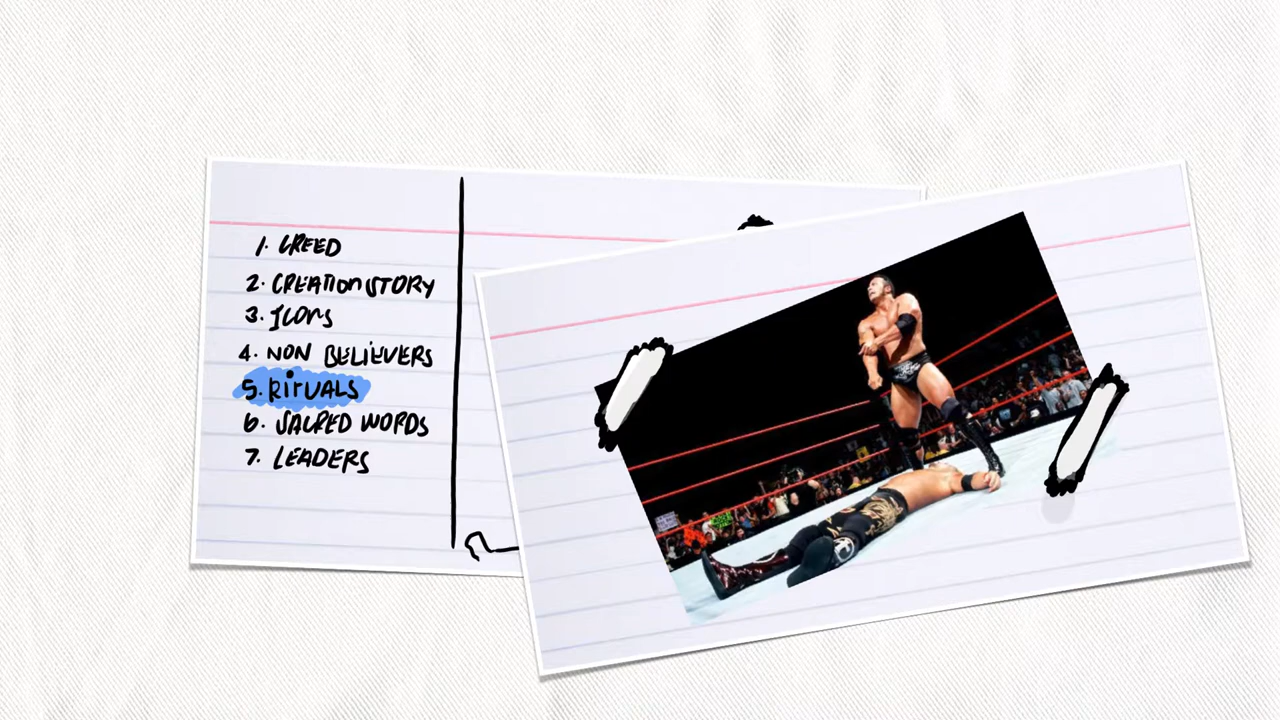 1. CREED
2. CREATION STORY
3. ICONS
4. NON BELIEVERS
5. RITUALS
6. SACRED WORDS
7. LEADERS